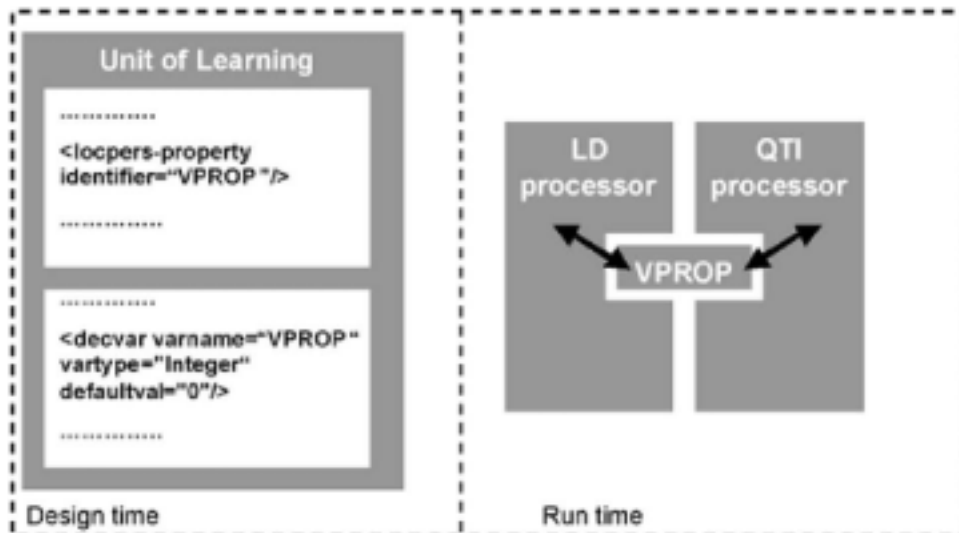 Unit of Learning
.............
<locpers-property
identifier=“VPROP ”/>
..............
.............
<decvar varname=“VPROP“
vartype=”Integer“
defaultval=”0”/>
..............
Design time
LD
processor
QTI
processor
VPROP
Run time